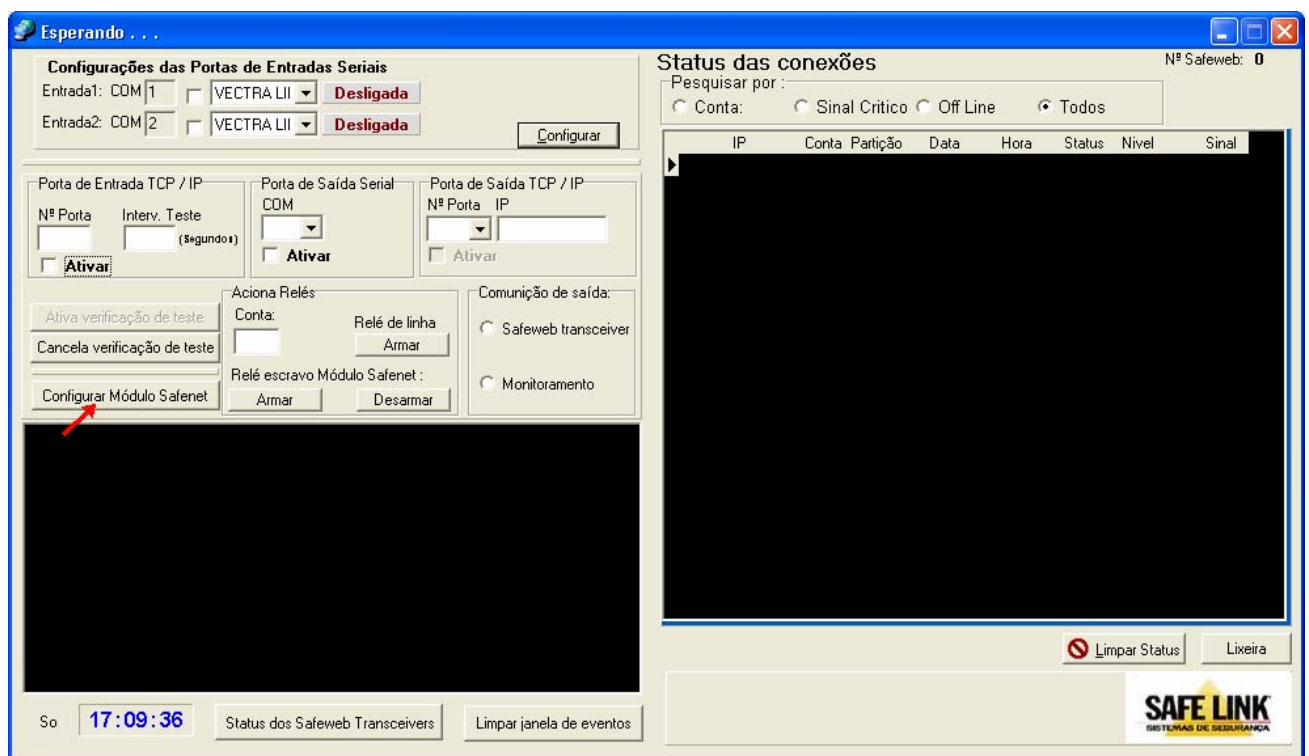 Esperando . . .
Configurações das Portas de Entradas Seriais
Entrada1: COM 1 VECTRA LII Desligada
Entrada2: COM 2 VECTRA LII Desligada
Configurar
Porta de Entrada TCP / IP
Nº Porta Interv. Teste
(Segundos)
Ativar
Porta de Saída Serial
COM
Ativar
Porta de Saída TCP / IP
Nº Porta IP
Ativar
Ativa verificação de teste
Cancela verificação de teste
Configurar Módulo Safenet
Aciona Relés
Conta:
Relé de linha
Armar
Relé escravo Módulo Safenet :
Armar Desarmar
Comunição de saída:
Safeweb transceiver
Monitoramento
So 17:09:36 Status dos Safeweb Transceivers Limpar janela de eventos
Status das conexões
Nª Safeweb: 0
Pesquisar por :
Conta: Sinal Critico Off Line Todos
IP Conta Partição Data Hora Status Nivel Sinal
Limpar Status Lixeira
SAFE LINK
SISTEMAS DE SEGURANÇA